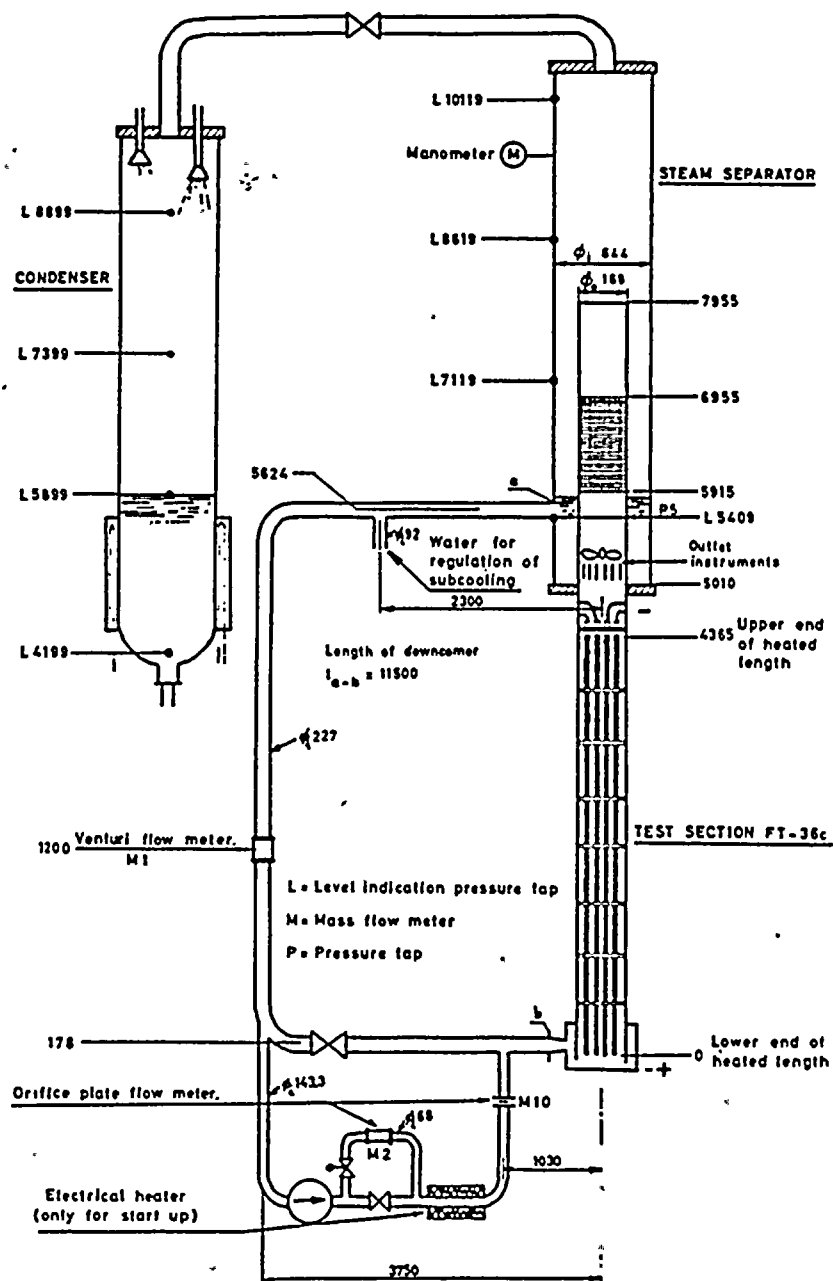 L 10119
Manometer M
STEAM SEPARATOR
L 8899
L 8619
CONDENSER
7955
L 7399
L 7119
6955
5624
a
L 5899
5915
P5
L 5409
Water for
regulation of
subcooling
Outlet
instruments
5010
2300
4365 Upper end
of heated
length
L 4199
Length of downcomer
l a-b = 11500
ϕ 227
1200 Venturi flow meter.
M1
TEST SECTION FT-36c
L = Level indication pressure tap
M = Mass flow meter
P = Pressure tap
178
b
0 Lower end of
heated length
- +
Orifice plate flow meter.
ϕ 143.3
M10
ϕ 68
M2
1030
Electrical heater
(only for start up)
3750